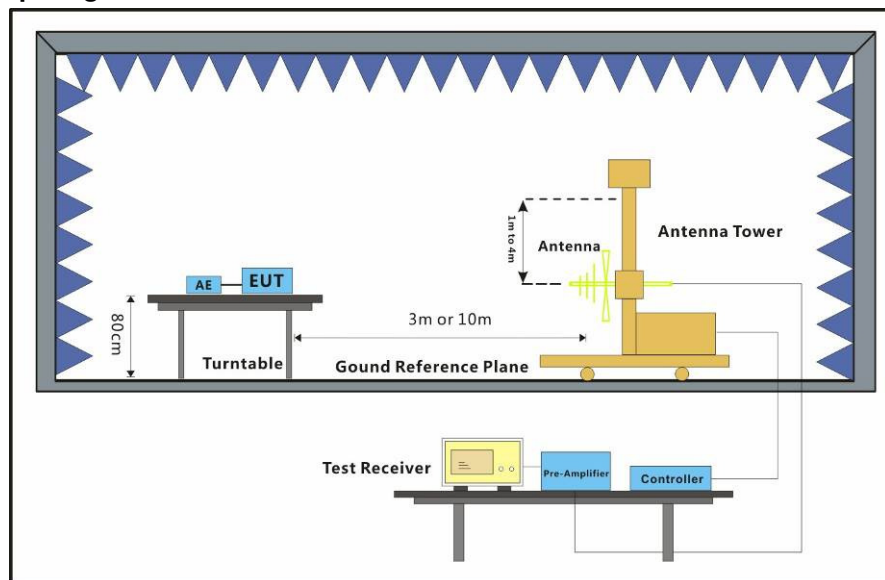 AE
EUT
80cm
Turntable
3m or 10m
Gound Reference Plane
1m to 4m
Antenna
Antenna Tower
Test Receiver
Pre-Amplifier
Controller